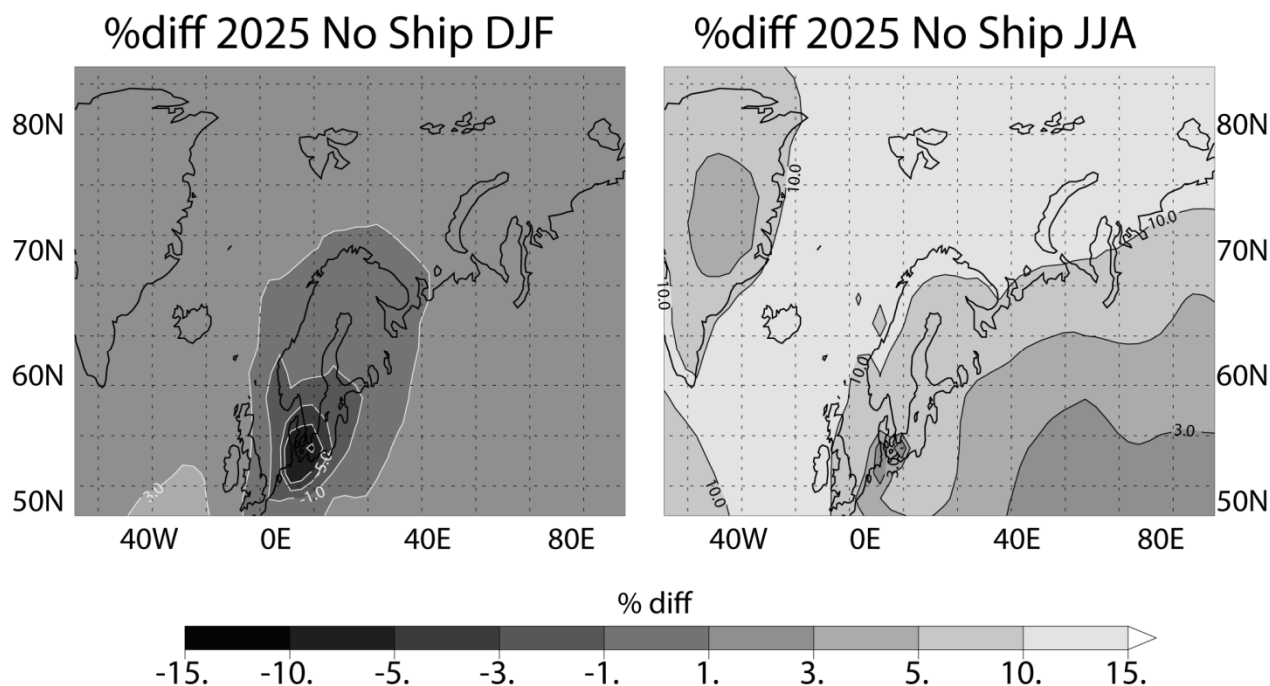 %diff 2025 No Ship DJF
%diff 2025 No Ship JJA
80N
70N
60N
50N
40W 0E 40E 80E
3.0
-5.0
-1.0
80N
70N
60N
50N
40W 0E 40E 80E
10.0
10.0
10.0
10.0
10.0
3.0
% diff
-15. -10. -5. -3. -1. 1. 3. 5. 10. 15.